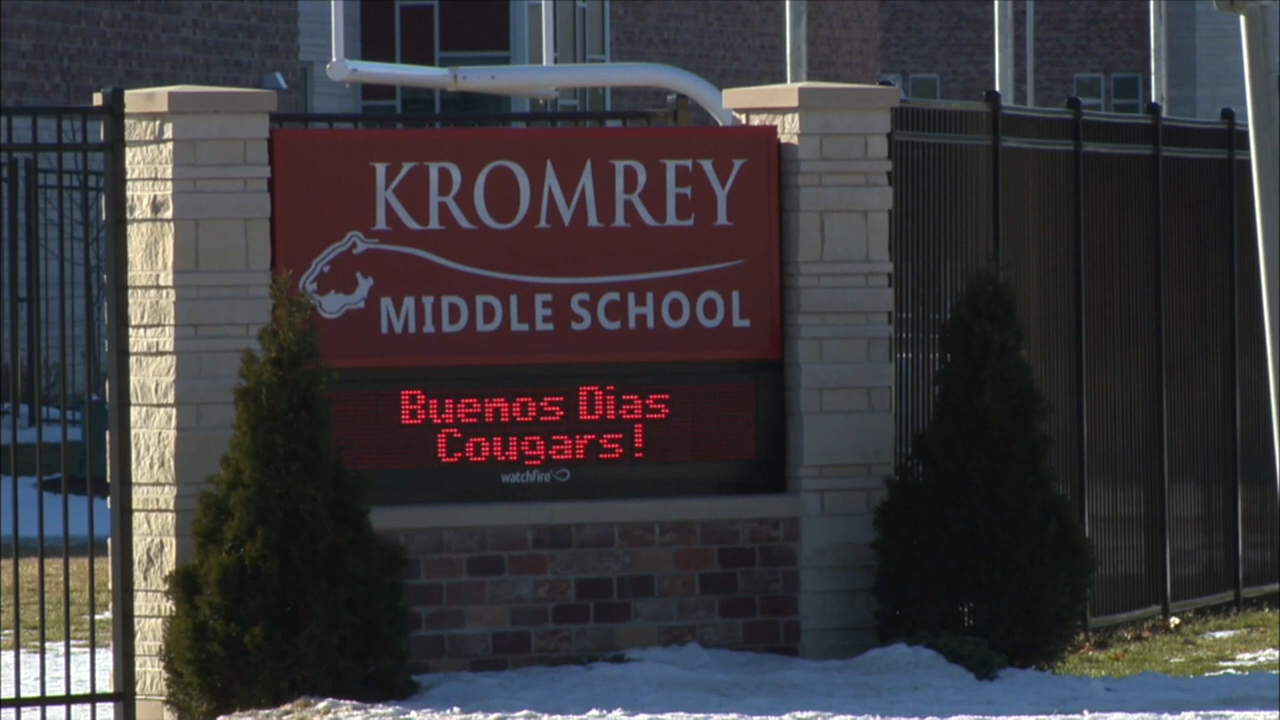 KROMREY
MIDDLE SCHOOL
Buenos Dias
Cougars!
watchfire